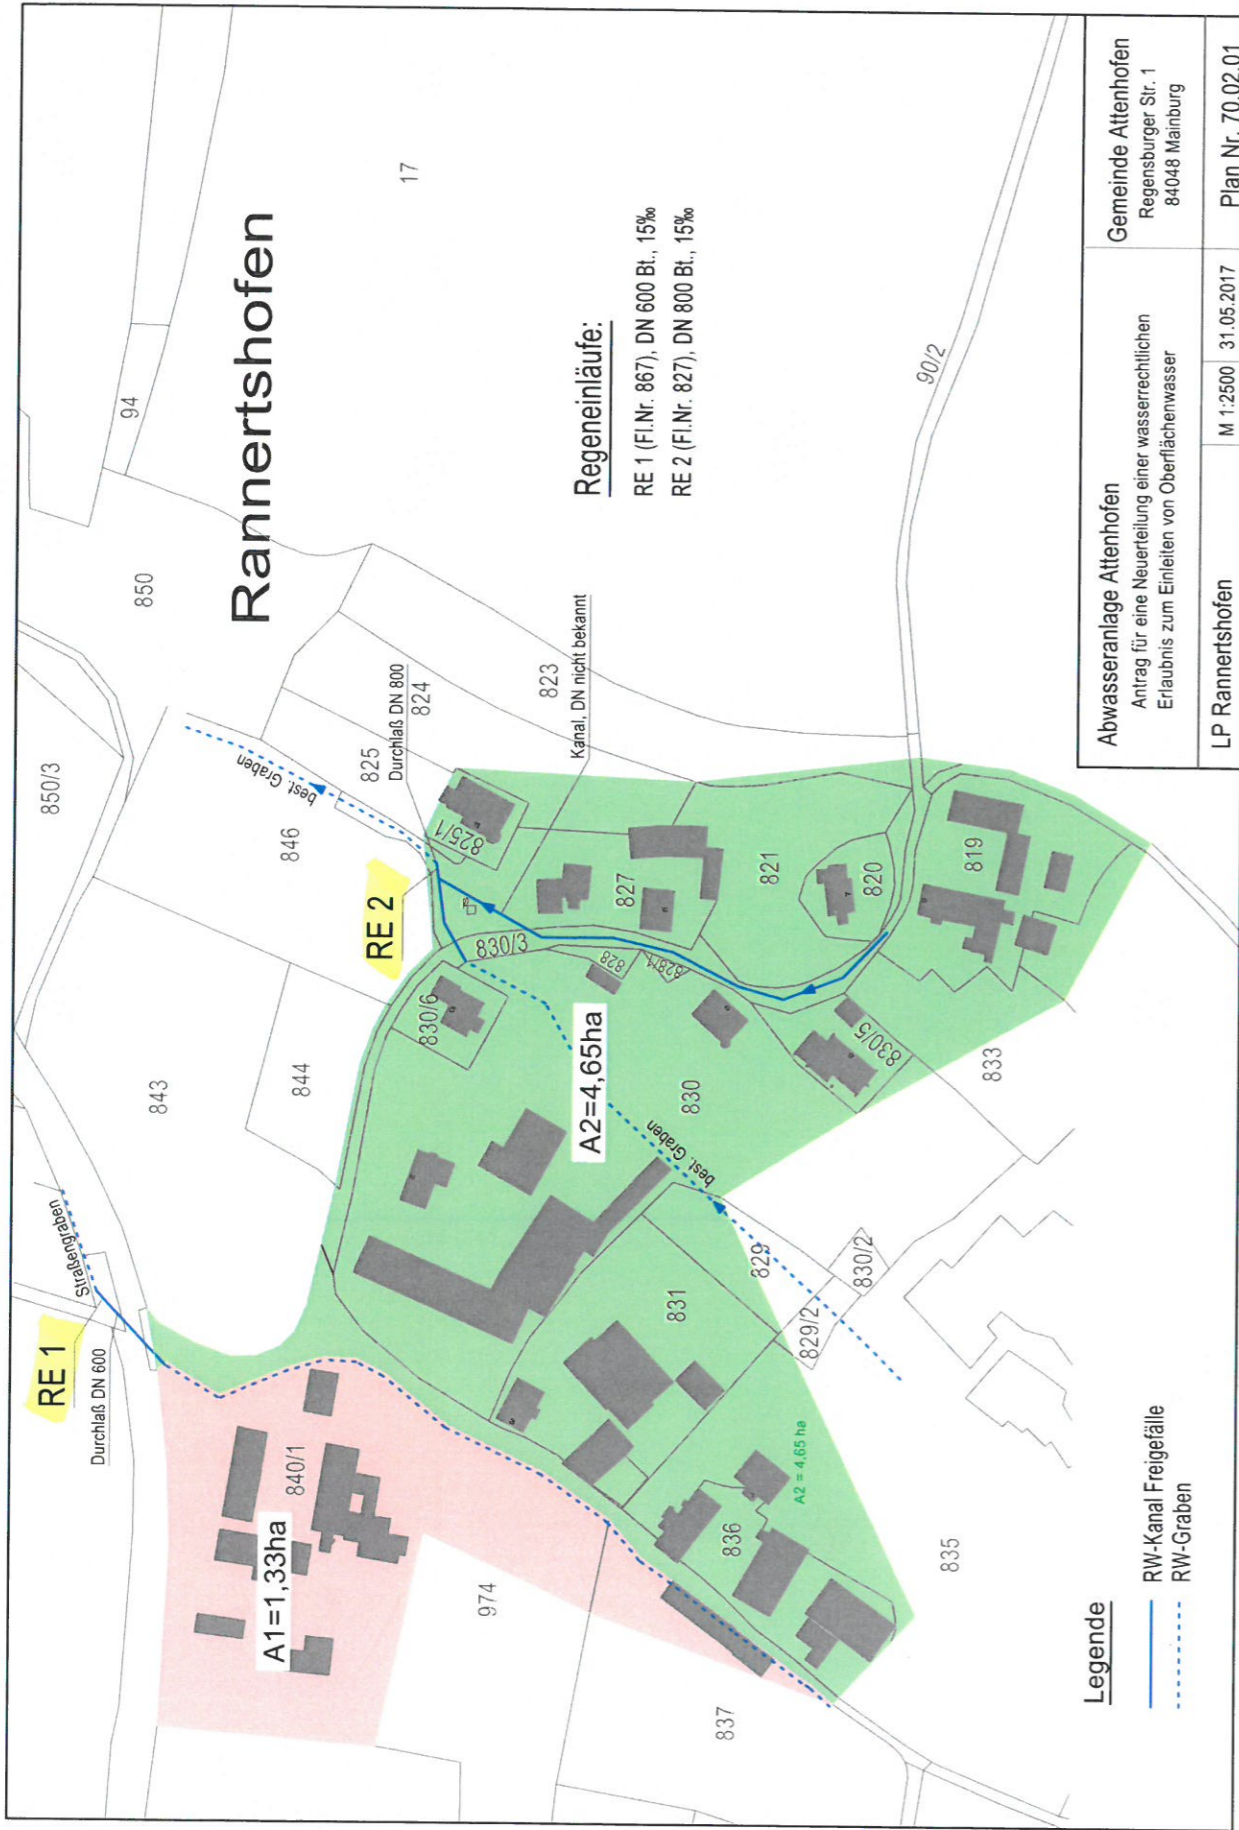 Rannertshofen
94
17
850
850/3
846
843
844
825
Durchlaß DN 800
824
823
Kanal, DN nicht bekannt
best. Graben
RE 2
RE 1
Straßengraben
Durchlaß DN 600
Regeneinläufe:
RE 1 (Fl.Nr. 867), DN 600 Bt., 15‰
RE 2 (Fl.Nr. 827), DN 800 Bt., 15‰
90/2
825/1
827
821
820
819
830/3
828
828/1
830/6
830/5
830
833
A2=4,65ha
best. Graben
829
829/2
830/2
831
836
A2 = 4,65 ha
835
840/1
A1=1,33ha
974
837
Legende
RW-Kanal Freigefälle
RW-Graben
Abwasseranlage Attenhofen
Antrag für eine Neuerteilung einer wasserrechtlichen
Erlaubnis zum Einleiten von Oberflächenwasser
Gemeinde Attenhofen
Regensburger Str. 1
84048 Mainburg
LP Rannertshofen
M 1:2500
31.05.2017
Plan Nr. 70.02.01